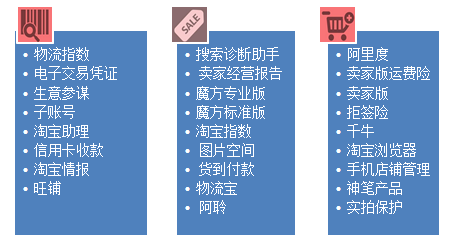 SALE
• 物流指数
• 电子交易凭证
• 生意参谋
• 子账号
• 淘宝助理
• 信用卡收款
• 淘宝情报
• 旺铺
• 搜索诊断助手
• 卖家经营报告
• 魔方专业版
• 魔方标准版
• 淘宝指数
• 图片空间
• 货到付款
• 物流宝
• 阿聆
• 阿里度
• 卖家版运费险
• 卖家版
• 拒签险
• 千牛
• 淘宝浏览器
• 手机店铺管理
• 神笔产品
• 实拍保护